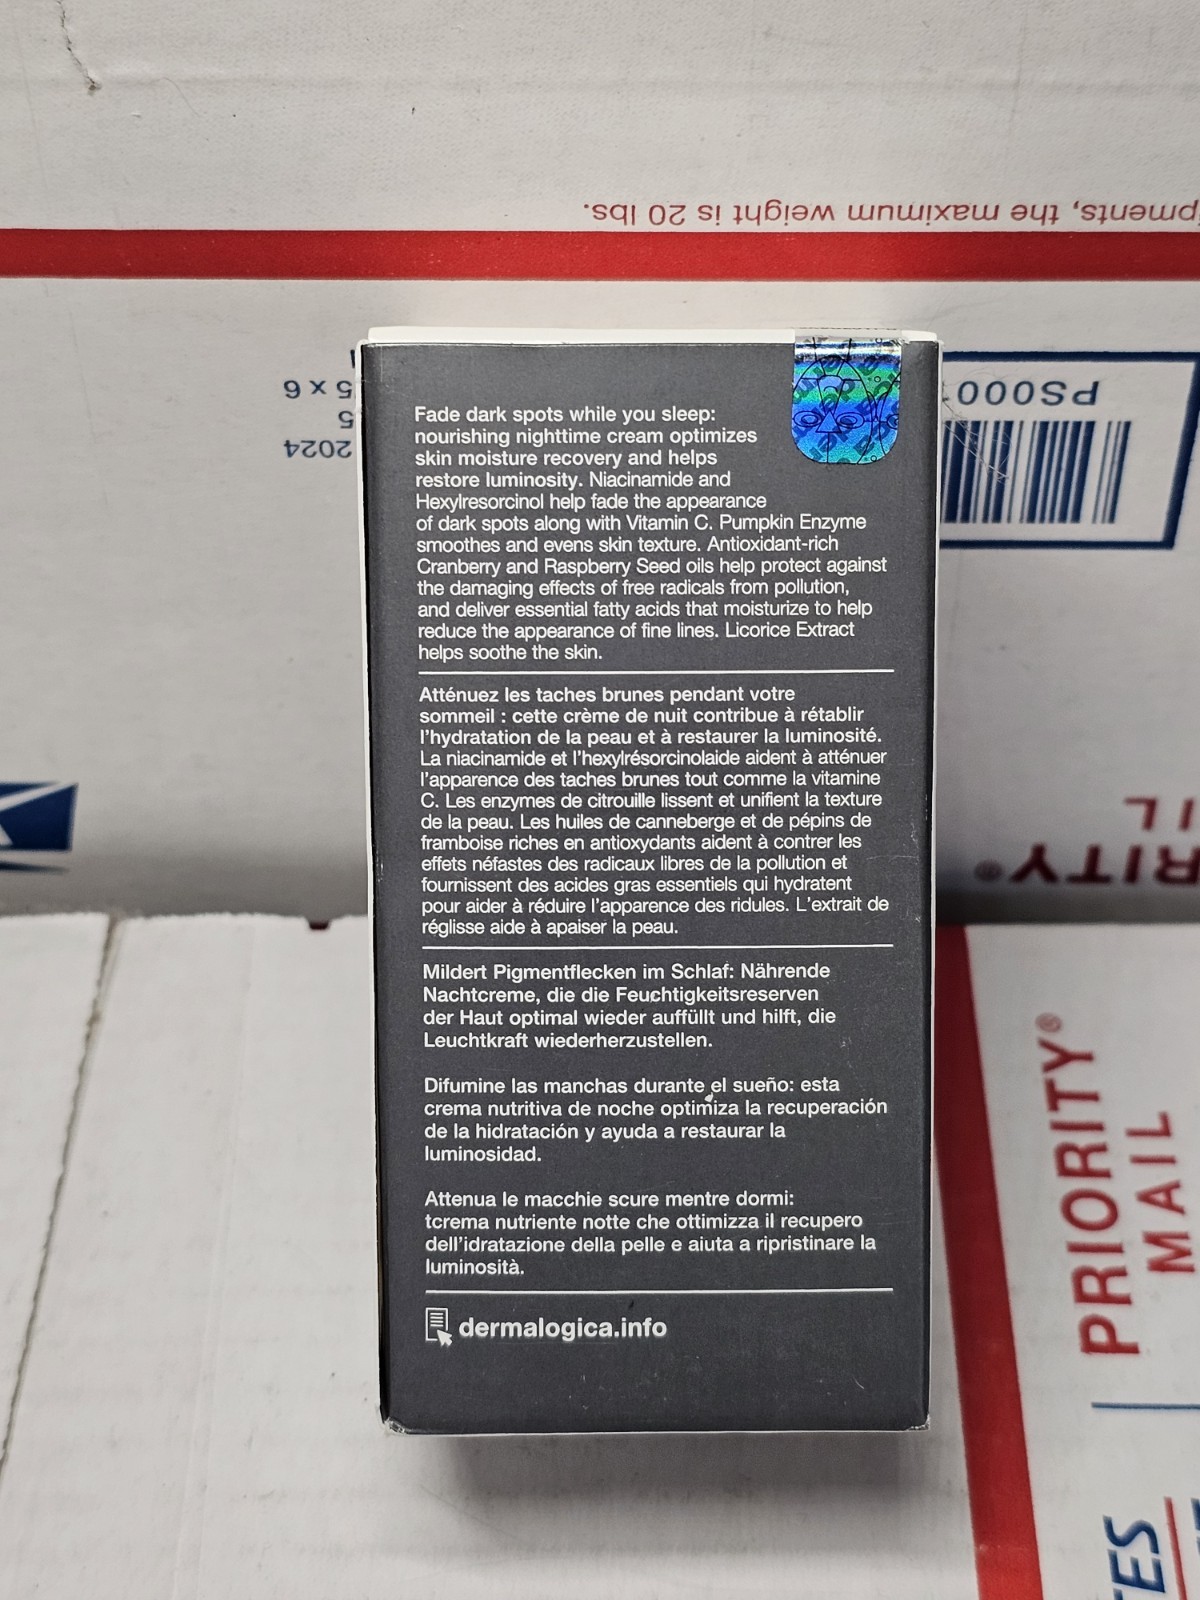 ipments, the maximum weight is 20 lbs.
PS000
5 x 6
5
2024
Fade dark spots while you sleep:
nourishing nighttime cream optimizes
skin moisture recovery and helps
restore luminosity. Niacinamide and
Hexylresorcinol help fade the appearance
of dark spots along with Vitamin C. Pumpkin Enzyme
smoothes and evens skin texture. Antioxidant-rich
Cranberry and Raspberry Seed oils help protect against
the damaging effects of free radicals from pollution,
and deliver essential fatty acids that moisturize to help
reduce the appearance of fine lines. Licorice Extract
helps soothe the skin.
Atténuez les taches brunes pendant votre
sommeil : cette crème de nuit contribue à rétablir
l'hydratation de la peau et à restaurer la luminosité.
La niacinamide et l'hexylrésorcinolaide aident à atténuer
l'apparence des taches brunes tout comme la vitamine
C. Les enzymes de citrouille lissent et unifient la texture
de la peau. Les huiles de canneberge et de pépins de
framboise riches en antioxydants aident à contrer les
effets néfastes des radicaux libres de la pollution et
fournissent des acides gras essentiels qui hydratent
pour aider à réduire l'apparence des ridules. L'extrait de
réglisse aide à apaiser la peau.
Mildert Pigmentflecken im Schlaf: Nährende
Nachtcreme, die die Feuchtigkeitsreserven
der Haut optimal wieder auffüllt und hilft, die
Leuchtkraft wiederherzustellen.
Difumine las manchas durante el sueño: esta
crema nutritiva de noche optimiza la recuperación
de la hidratación y ayuda a restaurar la
luminosidad.
Attenua le macchie scure mentre dormi:
tcrema nutriente notte che ottimizza il recupero
dell'idratazione della pelle e aiuta a ripristinare la
luminosità.
dermalogica.info
RITY®
IL
PRIORITY®
MAIL
TES